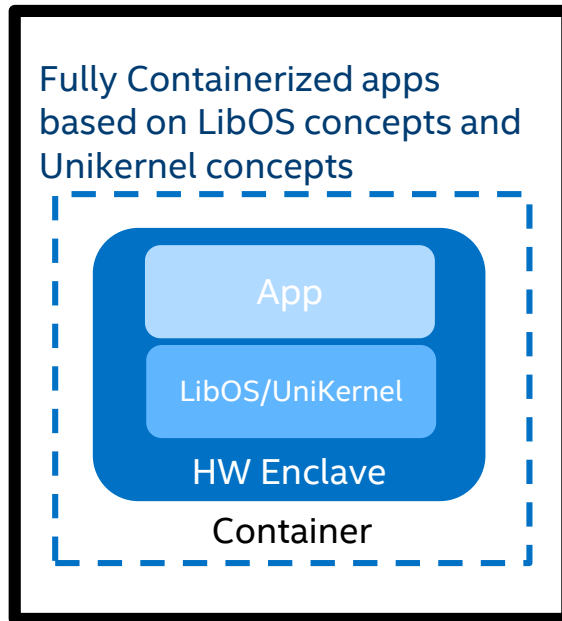 Fully Containerized apps
based on LibOS concepts and
Unikernel concepts
App
LibOS/UniKernel
HW Enclave
Container